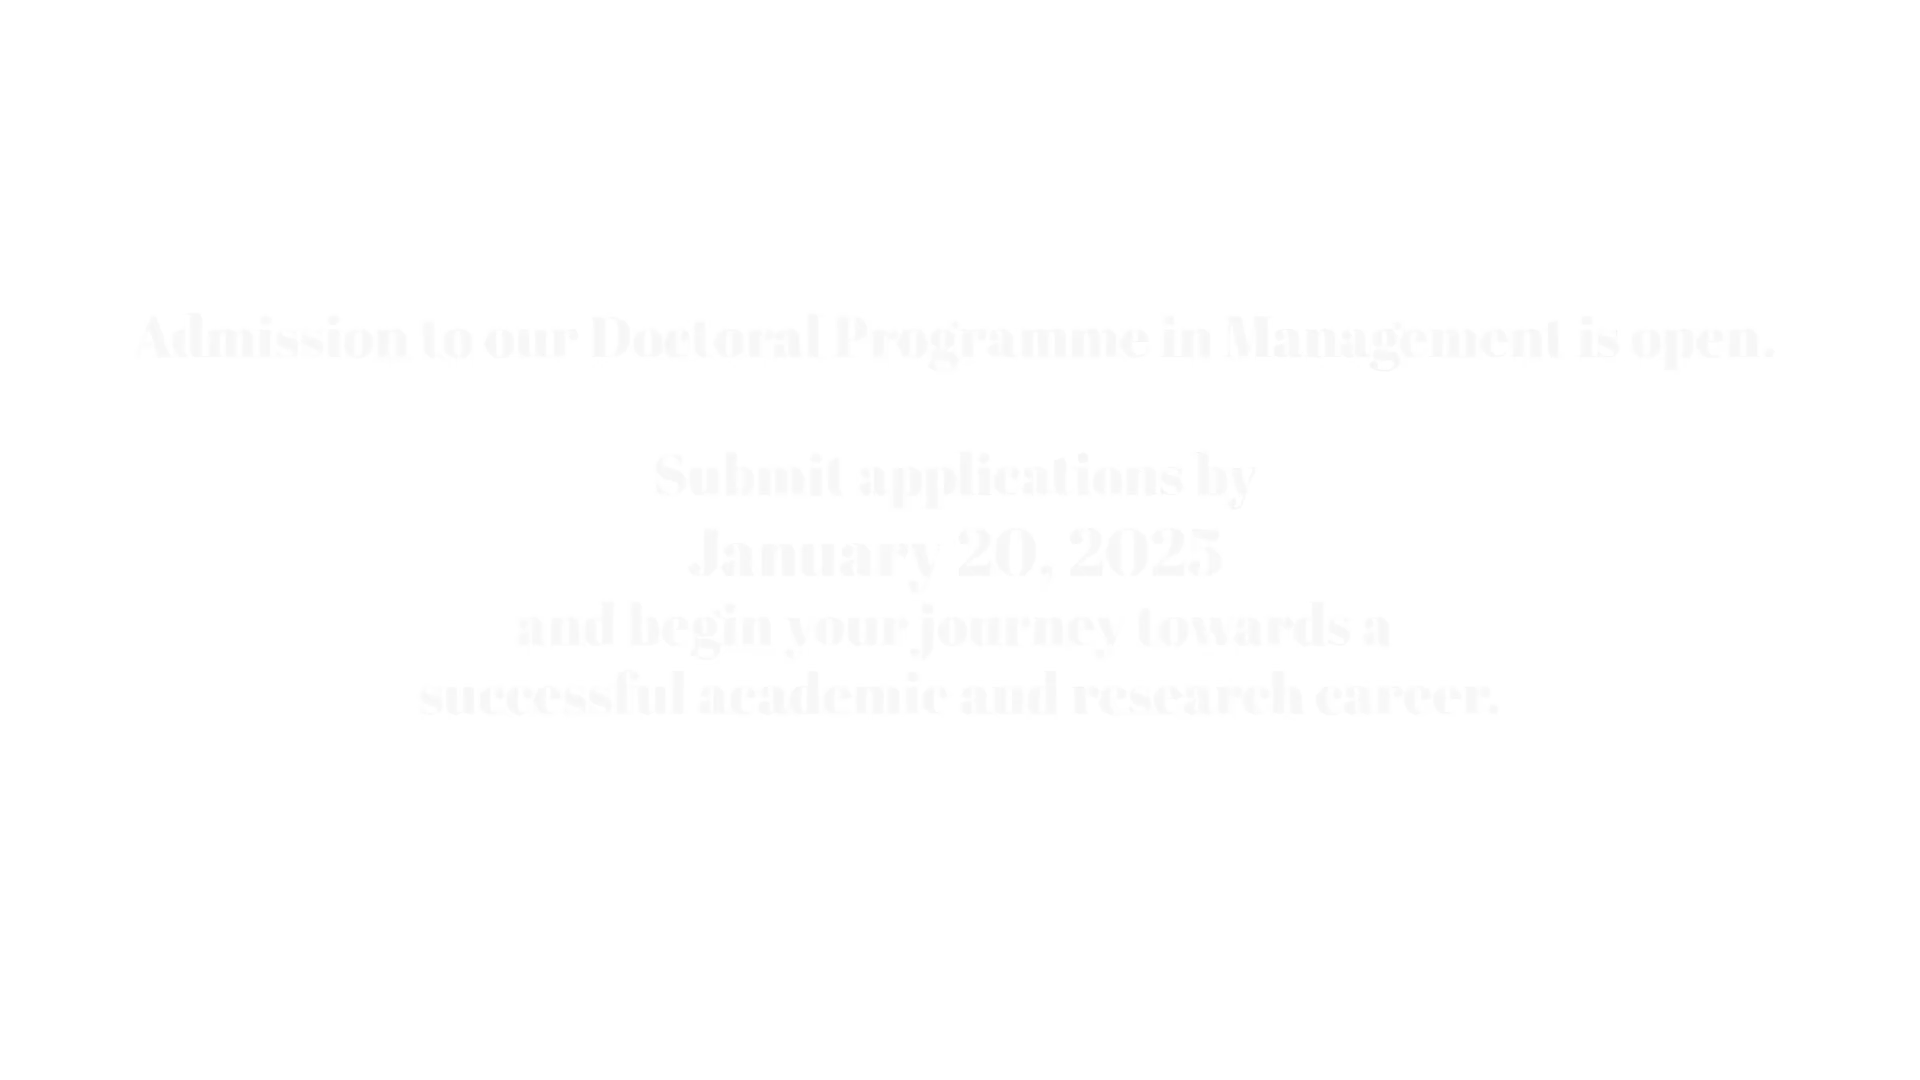 Admission to our Doctoral Programme in Management is open.
Submit applications by
January 20, 2025
and begin your journey towards a
successful academic and research career.